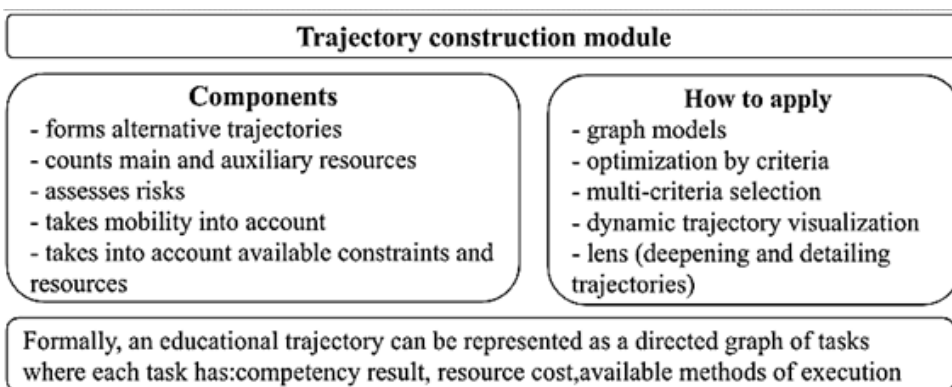 Trajectory construction module
Components
- forms alternative trajectories
- counts main and auxiliary resources
- assesses risks
- takes mobility into account
- takes into account available constraints and
resources
How to apply
- graph models
- optimization by criteria
- multi-criteria selection
- dynamic trajectory visualization
- lens (deepening and detailing
trajectories)
Formally, an educational trajectory can be represented as a directed graph of tasks
where each task has:competency result, resource cost,available methods of execution